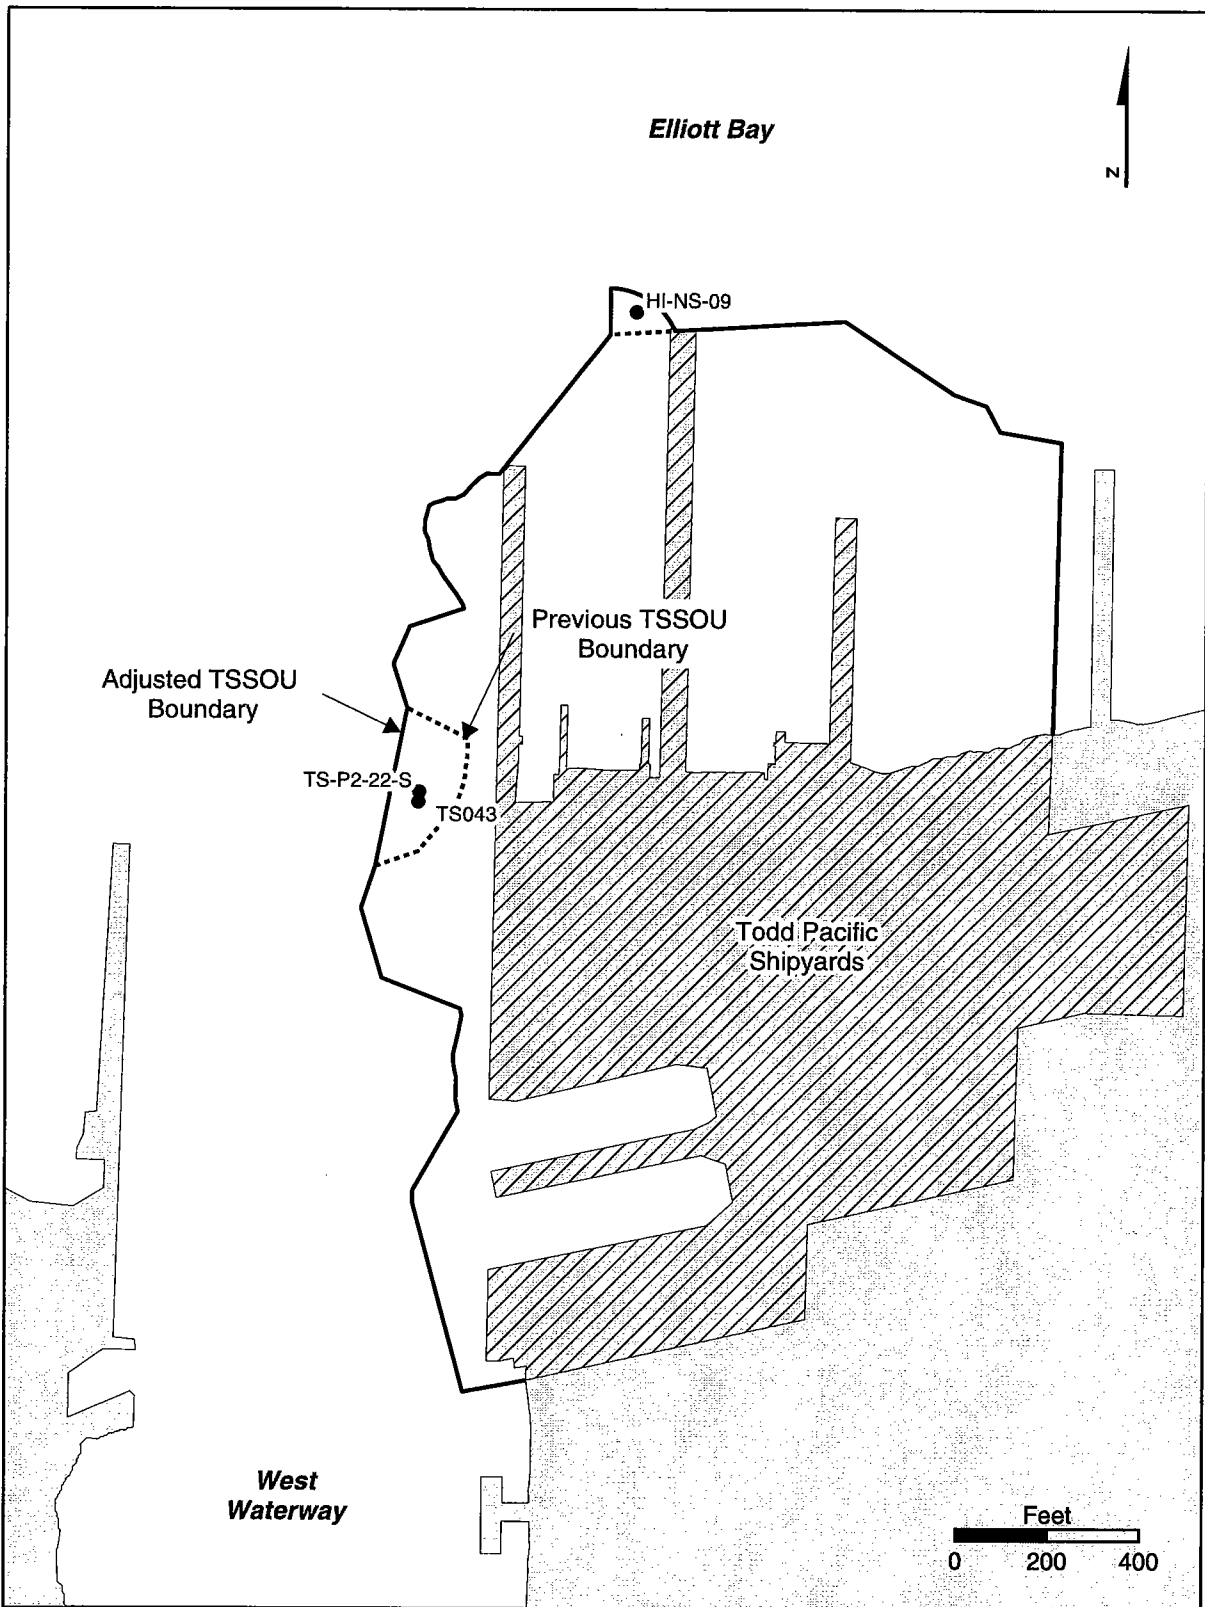 Elliott Bay
N
HI-NS-09
Previous TSSOU
Boundary
Adjusted TSSOU
Boundary
TS-P2-22-S
TS043
Todd Pacific
Shipyards
West
Waterway
Feet
0 200 400